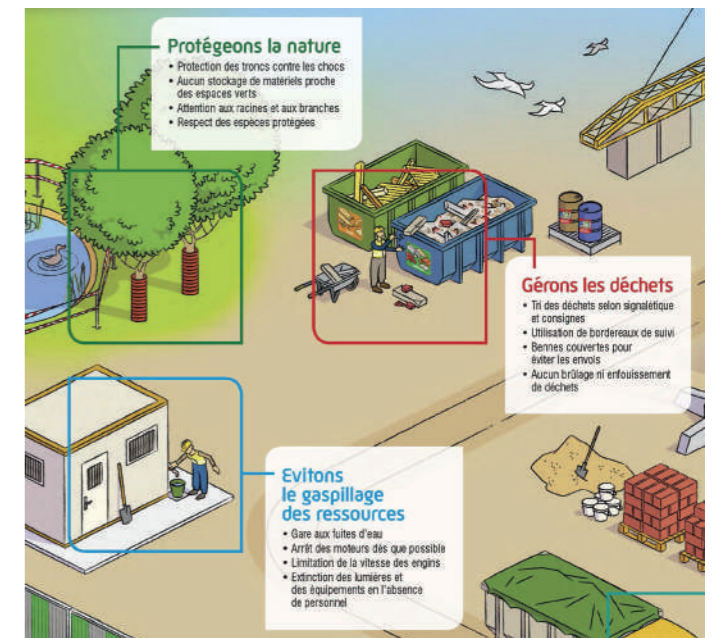 Protégeons la nature
• Protection des troncs contre les chocs
• Aucun stockage de matériels proche
des espaces verts
• Attention aux racines et aux branches
• Respect des espèces protégées
Gérons les déchets
• Tri des déchets selon signalétique
et consignes
• Utilisation de bordereaux de suivi
• Bennes couvertes pour
éviter les envois
• Aucun brûlage ni enfouissement
de déchets
Evitons
le gaspillage
des ressources
• Gare aux fuites d'eau
• Arrêt des moteurs dès que possible
• Limitation de la vitesse des engins
• Extinction des lumières et
des équipements en l'absence
de personnel